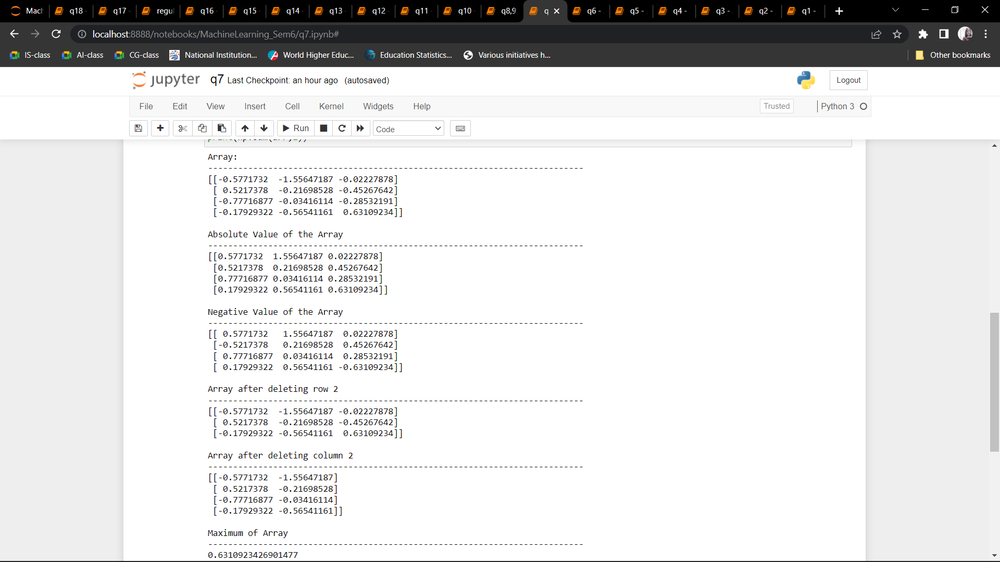 Mach q18 - q17 - regul q16 - q15 - q14 - q13 - q12 - q11 - q10 - q8,9 q q6 - q5 - q4 - q3 - q2 - q1 -
localhost:8888/notebooks/MachineLearning_Sem6/q7.ipynb#
IS-class AI-class CG-class National Institution... World Higher Educ... Education Statistics... Various initiatives h... Other bookmarks
jupyter q7 Last Checkpoint: an hour ago (autosaved) Logout
File Edit View Insert Cell Kernel Widgets Help Trusted Python 3
Run Code
Array:
---------------------------------------------------------------------------
[[-0.5771732  -1.55647187 -0.02227878]
 [ 0.5217378  -0.21698528 -0.45267642]
 [-0.77716877 -0.03416114 -0.28532191]
 [-0.17929322 -0.56541161  0.63109234]]
Absolute Value of the Array
---------------------------------------------------------------------------
[[0.5771732  1.55647187 0.02227878]
 [0.5217378  0.21698528 0.45267642]
 [0.77716877 0.03416114 0.28532191]
 [0.17929322 0.56541161 0.63109234]]
Negative Value of the Array
---------------------------------------------------------------------------
[[ 0.5771732   1.55647187  0.02227878]
 [-0.5217378   0.21698528  0.45267642]
 [ 0.77716877  0.03416114  0.28532191]
 [ 0.17929322  0.56541161 -0.63109234]]
Array after deleting row 2
---------------------------------------------------------------------------
[[-0.5771732  -1.55647187 -0.02227878]
 [ 0.5217378  -0.21698528 -0.45267642]
 [-0.17929322 -0.56541161  0.63109234]]
Array after deleting column 2
---------------------------------------------------------------------------
[[-0.5771732  -1.55647187]
 [ 0.5217378  -0.21698528]
 [-0.77716877 -0.03416114]
 [-0.17929322 -0.56541161]]
Maximum of Array
---------------------------------------------------------------------------
0.6310923426901477